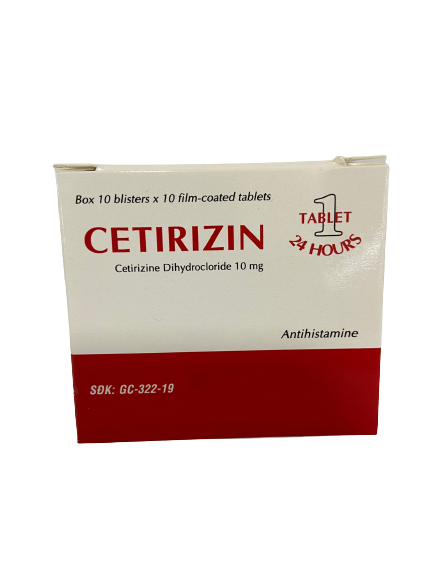 Box 10 blisters x 10 film-coated tablets
CETIRIZIN
Cetirizine Dihydrocloride 10 mg
1
TABLET
24 HOURS
Antihistamine
SĐK: GC-322-19